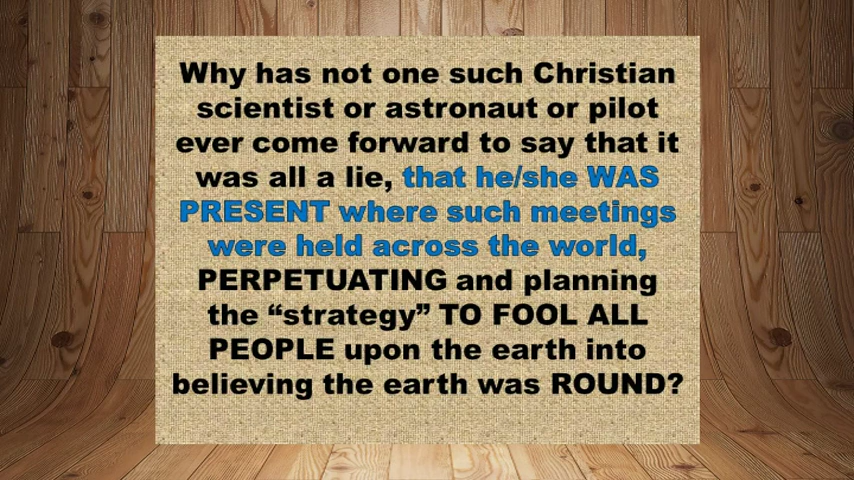 Why has not one such Christian
scientist or astronaut or pilot
ever come forward to say that it
was all a lie, that he/she WAS
PRESENT where such meetings
were held across the world,
PERPETUATING and planning
the “strategy” TO FOOL ALL
PEOPLE upon the earth into
believing the earth was ROUND?